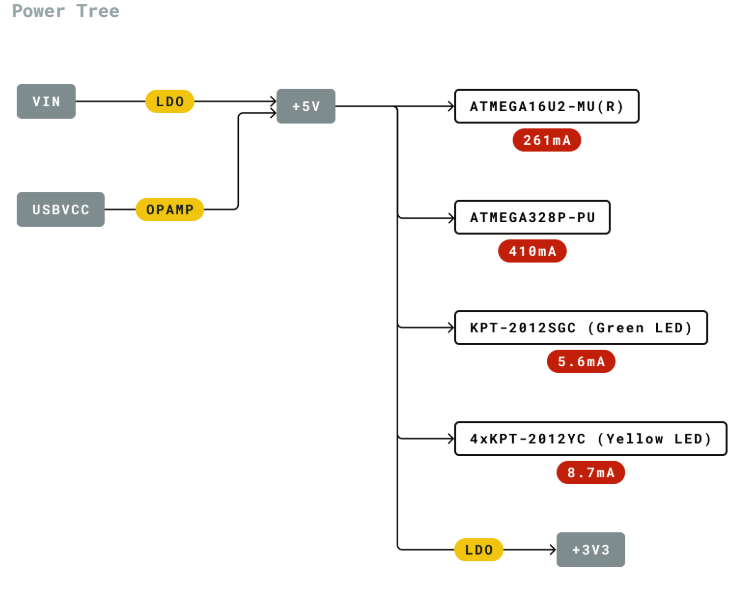 Power Tree
VIN
LDO
+5V
ATMEGA16U2-MU(R)
261mA
USBVCC
OPAMP
ATMEGA328P-PU
410mA
KPT-2012SGC (Green LED)
5.6mA
4xKPT-2012YC (Yellow LED)
8.7mA
LDO
+3V3